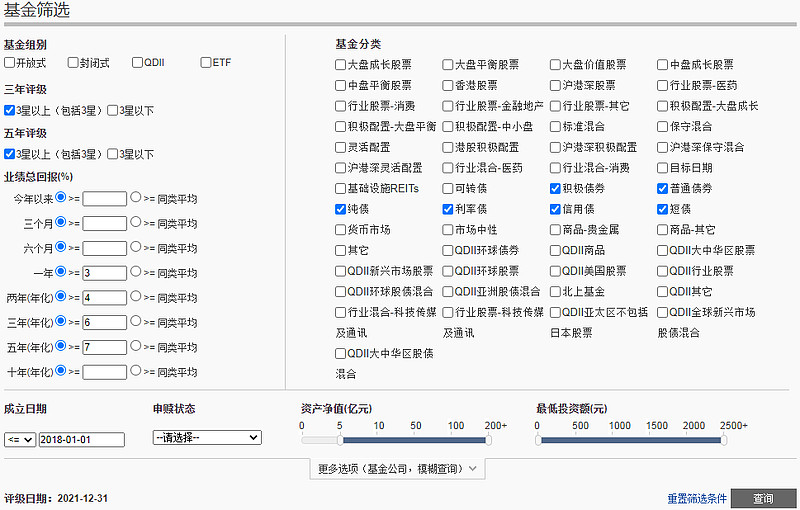 基金筛选
基金组别
开放式 封闭式 QDII ETF
三年评级
3星以上（包括3星） 3星以下
五年评级
3星以上（包括3星） 3星以下
业绩总回报(%)
今年以来 >= >= 同类平均
三个月 >= >= 同类平均
六个月 >= >= 同类平均
一年 >= 3 >= 同类平均
两年(年化) >= 4 >= 同类平均
三年(年化) >= 6 >= 同类平均
五年(年化) >= 7 >= 同类平均
十年(年化) >= >= 同类平均
基金分类
大盘成长股票 大盘平衡股票 大盘价值股票 中盘成长股票
中盘平衡股票 香港股票 沪港深股票 行业股票-医药
行业股票-消费 行业股票-金融地产 行业股票-其它 积极配置-大盘成长
积极配置-大盘平衡 积极配置-中小盘 标准混合 保守混合
灵活配置 港股积极配置 沪港深积极配置 沪港深保守混合
沪港深灵活配置 行业混合-医药 行业混合-消费 目标日期
基础设施REITs 可转债 积极债券 普通债券
纯债 利率债 信用债 短债
货币市场 市场中性 商品-贵金属 商品-其它
其它 QDII环球债券 QDII商品 QDII大中华区股票
QDII新兴市场股票 QDII环球股票 QDII美国股票 QDII行业股票
QDII环球股债混合 QDII亚洲股债混合 北上基金 QDII其它
行业混合-科技传媒 行业股票-科技传媒 QDII亚太区不包括 QDII全球新兴市场
及通讯 及通讯 日本股票 股债混合
QDII大中华区股债
混合
成立日期 申赎状态 资产净值(亿元) 最低投资额(元)
0 5 10 50 100 200+ 0 500 1000 1500 2000 2500+
<= 2018-01-01 --请选择--
更多选项（基金公司，模糊查询）
评级日期：2021-12-31 重置筛选条件 查询